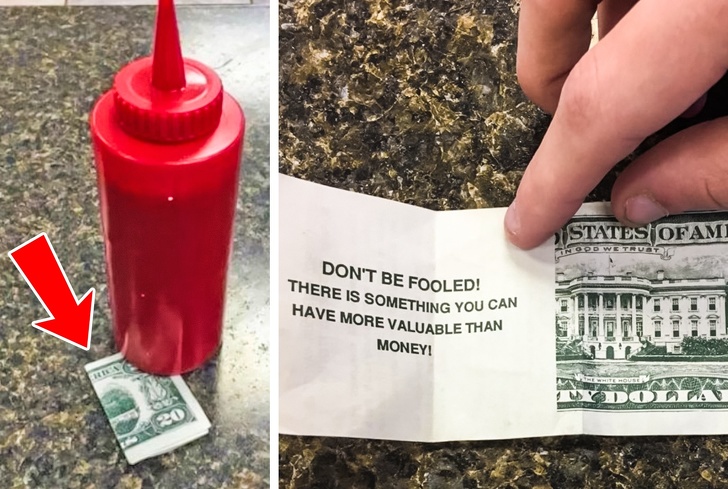 20
DON'T BE FOOLED!
THERE IS SOMETHING YOU CAN
HAVE MORE VALUABLE THAN
MONEY!
STATES OF AM
IN GOD WE TRUST
THE WHITE HOUSE
TY DOLLA